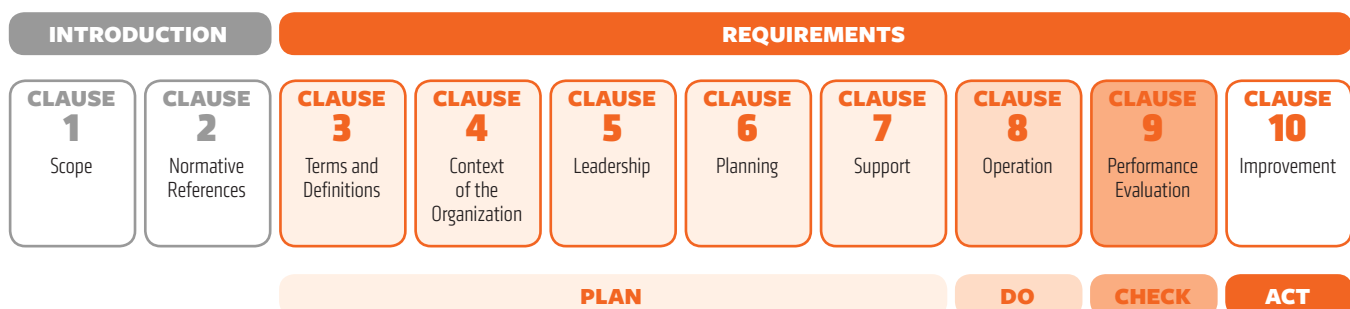 INTRODUCTION
REQUIREMENTS
CLAUSE
1
Scope
CLAUSE
2
Normative
References
CLAUSE
3
Terms and
Definitions
CLAUSE
4
Context
of the
Organization
CLAUSE
5
Leadership
CLAUSE
6
Planning
CLAUSE
7
Support
CLAUSE
8
Operation
CLAUSE
9
Performance
Evaluation
CLAUSE
10
Improvement
PLAN
DO
CHECK
ACT